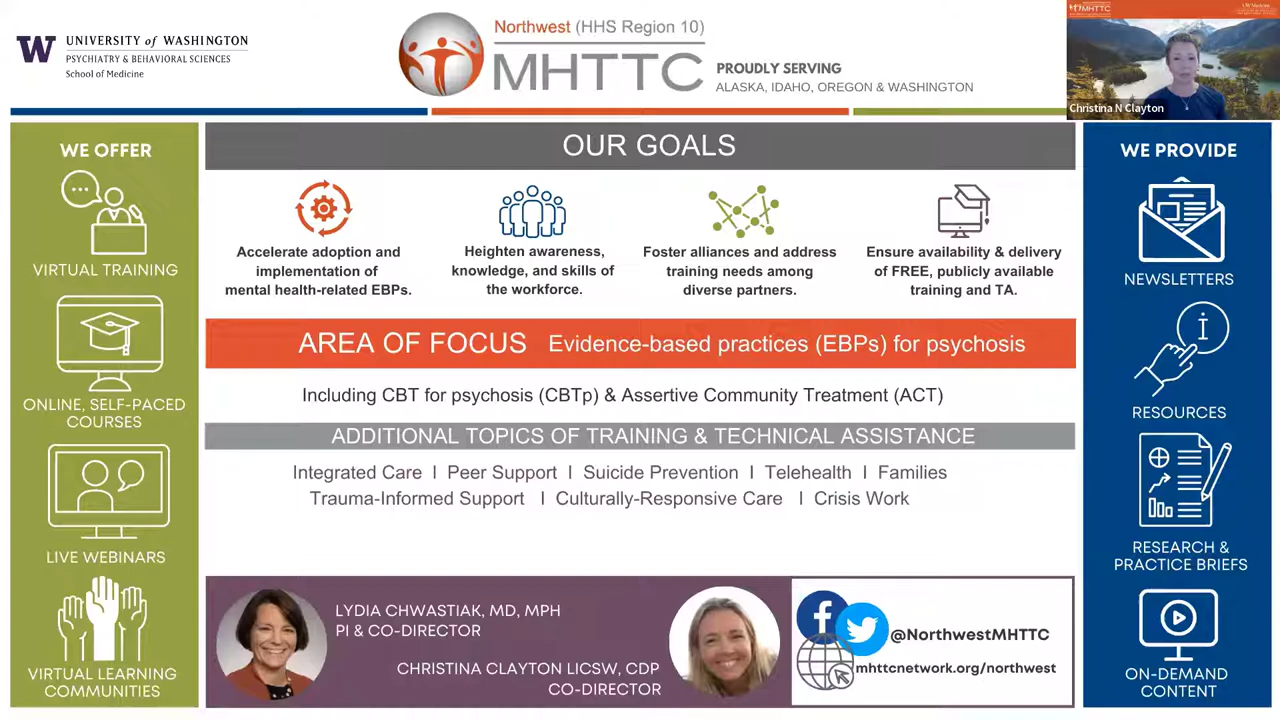 UNIVERSITY of WASHINGTON
PSYCHIATRY & BEHAVIORAL SCIENCES
School of Medicine
Northwest (HHS Region 10)
MHTTC
PROUDLY SERVING
ALASKA, IDAHO, OREGON & WASHINGTON
MHTTC
UW Medicine
Christina N Clayton
WE OFFER
VIRTUAL TRAINING
ONLINE, SELF-PACED
COURSES
LIVE WEBINARS
VIRTUAL LEARNING
COMMUNITIES
OUR GOALS
Accelerate adoption and
implementation of
mental health-related EBPs.
Heighten awareness,
knowledge, and skills of
the workforce.
Foster alliances and address
training needs among
diverse partners.
Ensure availability & delivery
of FREE, publicly available
training and TA.
AREA OF FOCUS Evidence-based practices (EBPs) for psychosis
Including CBT for psychosis (CBTp) & Assertive Community Treatment (ACT)
ADDITIONAL TOPICS OF TRAINING & TECHNICAL ASSISTANCE
Integrated Care I Peer Support I Suicide Prevention I Telehealth I Families
Trauma-Informed Support I Culturally-Responsive Care I Crisis Work
LYDIA CHWASTIAK, MD, MPH
PI & CO-DIRECTOR
CHRISTINA CLAYTON LICSW, CDP
CO-DIRECTOR
@NorthwestMHTTC
mhttcnetwork.org/northwest
WE PROVIDE
NEWSLETTERS
RESOURCES
RESEARCH &
PRACTICE BRIEFS
ON-DEMAND
CONTENT